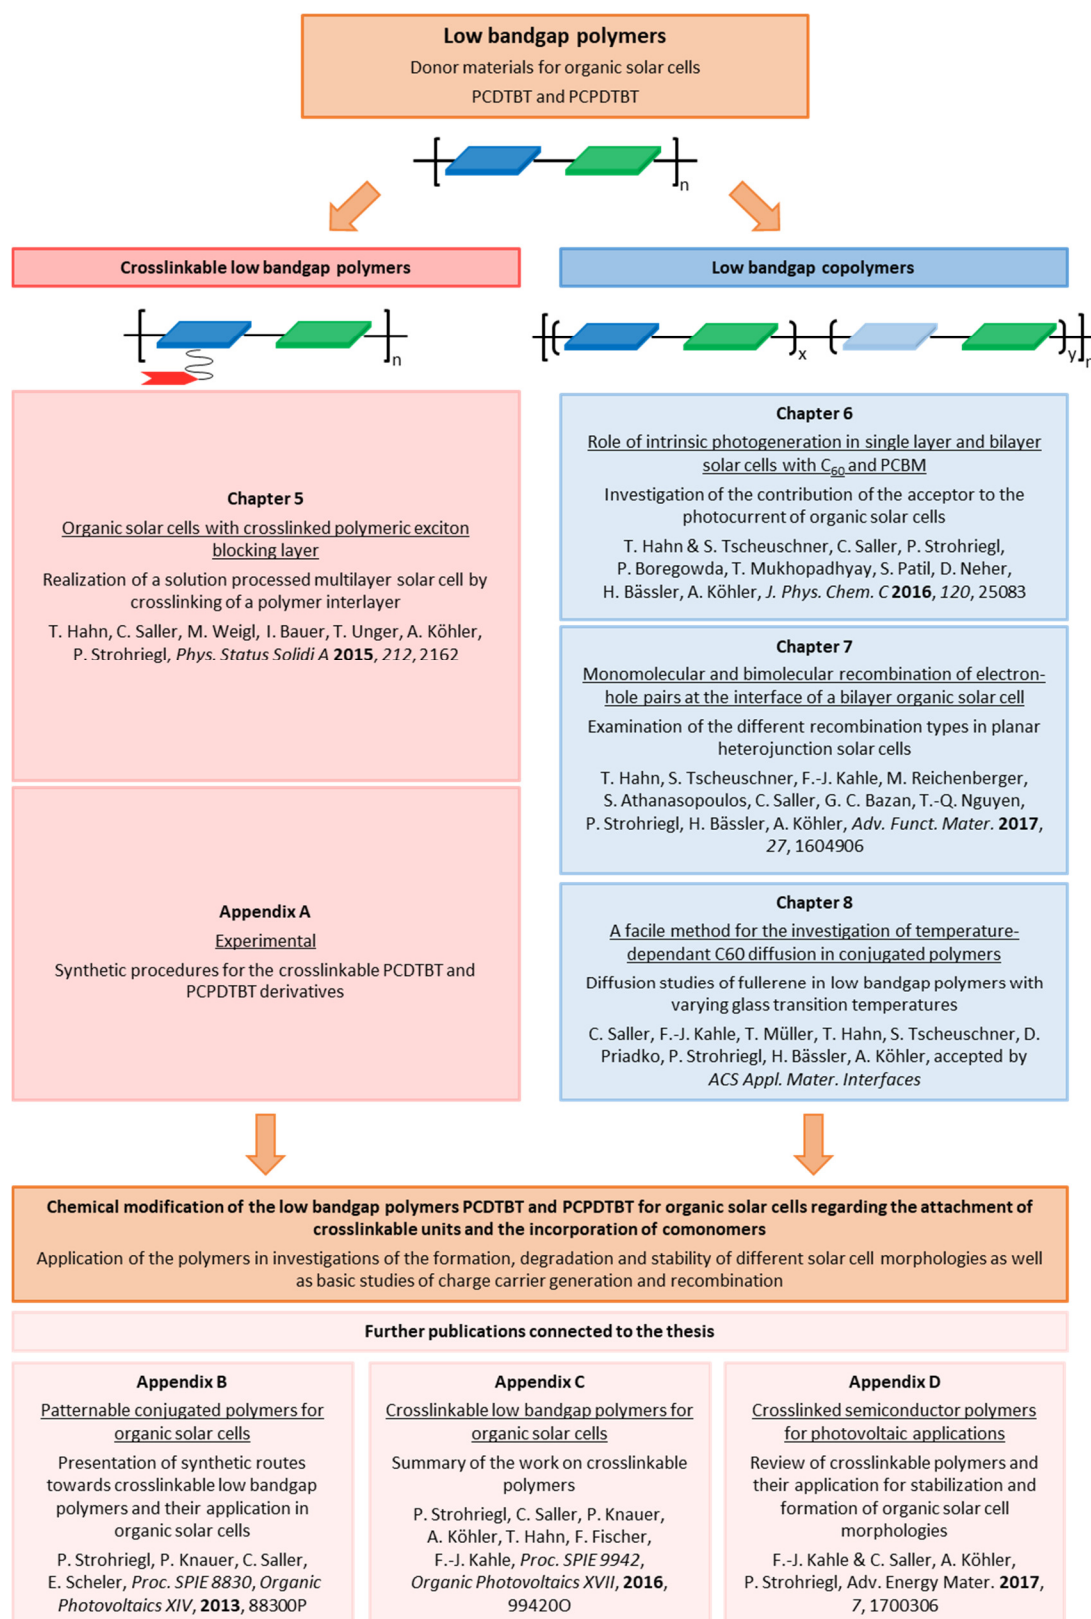 Low bandgap polymers
Donor materials for organic solar cells
PCDTBT and PCPDTBT
n
Crosslinkable low bandgap polymers
n
Chapter 5
Organic solar cells with crosslinked polymeric exciton
blocking layer
Realization of a solution processed multilayer solar cell by
crosslinking of a polymer interlayer
T. Hahn, C. Saller, M. Weigl, I. Bauer, T. Unger, A. Köhler,
P. Strohriegl, Phys. Status Solidi A 2015, 212, 2162
Appendix A
Experimental
Synthetic procedures for the crosslinkable PCDTBT and
PCPDTBT derivatives
Low bandgap copolymers
x
y
n
Chapter 6
Role of intrinsic photogeneration in single layer and bilayer
solar cells with C60 and PCBM
Investigation of the contribution of the acceptor to the
photocurrent of organic solar cells
T. Hahn & S. Tscheuschner, C. Saller, P. Strohriegl,
P. Boregowda, T. Mukhopadhyay, S. Patil, D. Neher,
H. Bässler, A. Köhler, J. Phys. Chem. C 2016, 120, 25083
Chapter 7
Monomolecular and bimolecular recombination of electron-
hole pairs at the interface of a bilayer organic solar cell
Examination of the different recombination types in planar
heterojunction solar cells
T. Hahn, S. Tscheuschner, F.-J. Kahle, M. Reichenberger,
S. Athanasopoulos, C. Saller, G. C. Bazan, T.-Q. Nguyen,
P. Strohriegl, H. Bässler, A. Köhler, Adv. Funct. Mater. 2017,
27, 1604906
Chapter 8
A facile method for the investigation of temperature-
dependent C60 diffusion in conjugated polymers
Diffusion studies of fullerene in low bandgap polymers with
varying glass transition temperatures
C. Saller, F.-J. Kahle, T. Müller, T. Hahn, S. Tscheuschner, D.
Priadko, P. Strohriegl, H. Bässler, A. Köhler, accepted by
ACS Appl. Mater. Interfaces
Chemical modification of the low bandgap polymers PCDTBT and PCPDTBT for organic solar cells regarding the attachment of
crosslinkable units and the incorporation of comonomers
Application of the polymers in investigations of the formation, degradation and stability of different solar cell morphologies as well
as basic studies of charge carrier generation and recombination
Further publications connected to the thesis
Appendix B
Patternable conjugated polymers for
organic solar cells
Presentation of synthetic routes
towards crosslinkable low bandgap
polymers and their application in
organic solar cells
P. Strohriegl, P. Knauer, C. Saller,
E. Scheler, Proc. SPIE 8830, Organic
Photovoltaics XIV, 2013, 88300P
Appendix C
Crosslinkable low bandgap polymers for
organic solar cells
Summary of the work on crosslinkable
polymers
P. Strohriegl, C. Saller, P. Knauer,
A. Köhler, T. Hahn, F. Fischer,
F.-J. Kahle, Proc. SPIE 9942,
Organic Photovoltaics XVII, 2016,
99420O
Appendix D
Crosslinked semiconductor polymers
for photovoltaic applications
Review of crosslinkable polymers and
their application for stabilization and
formation of organic solar cell
morphologies
F.-J. Kahle & C. Saller, A. Köhler,
P. Strohriegl, Adv. Energy Mater. 2017,
7, 1700306